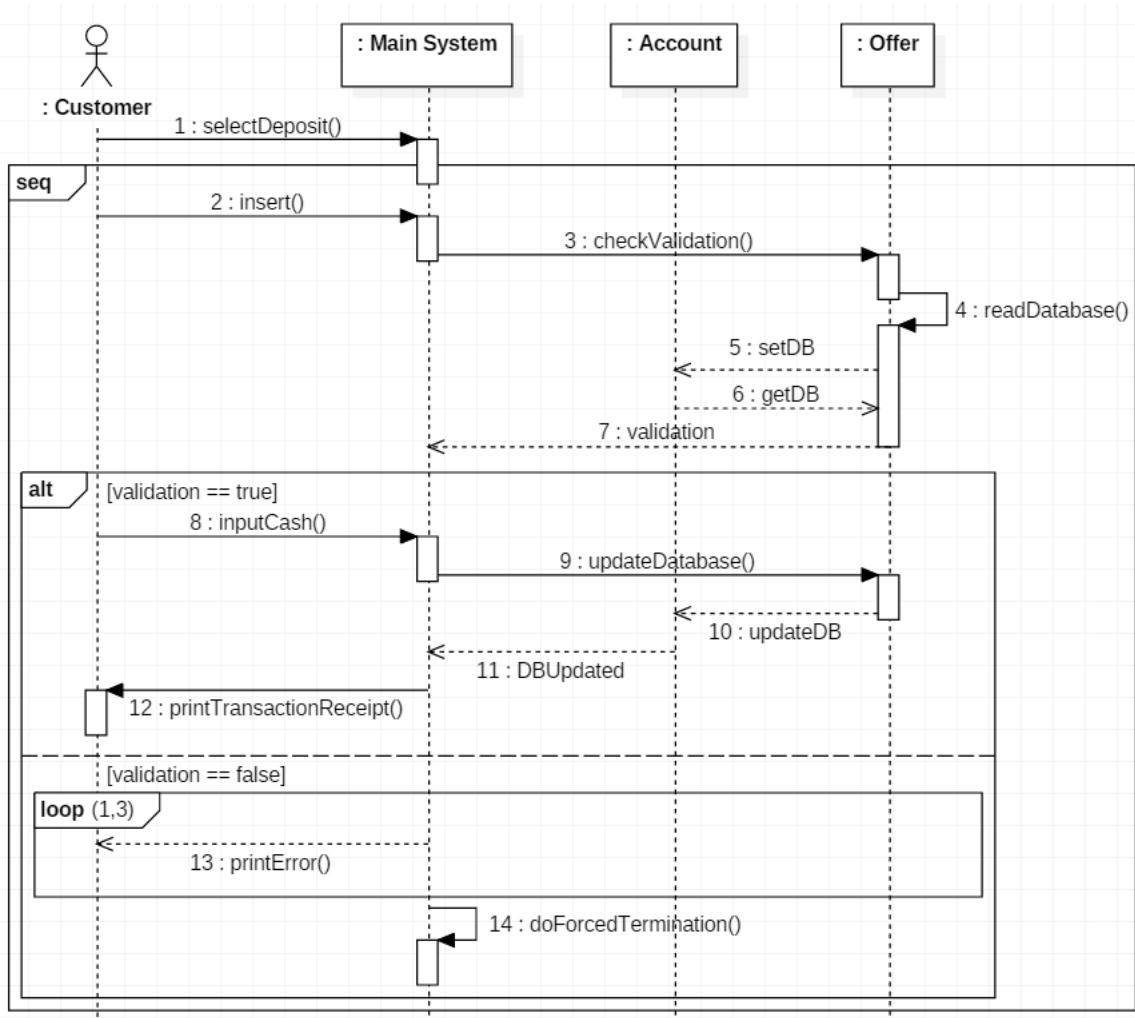 : Main System
: Account
: Offer
: Customer
1 : selectDeposit()
seq
2 : insert()
3 : checkValidation()
4 : readDatabase()
5 : setDB
6 : getDB
7 : validation
alt
[validation == true]
8 : inputCash()
9 : updateDatabase()
10 : updateDB
11 : DBUpdated
12 : printTransactionReceipt()
[validation == false]
loop (1,3)
13 : printError()
14 : doForcedTermination()